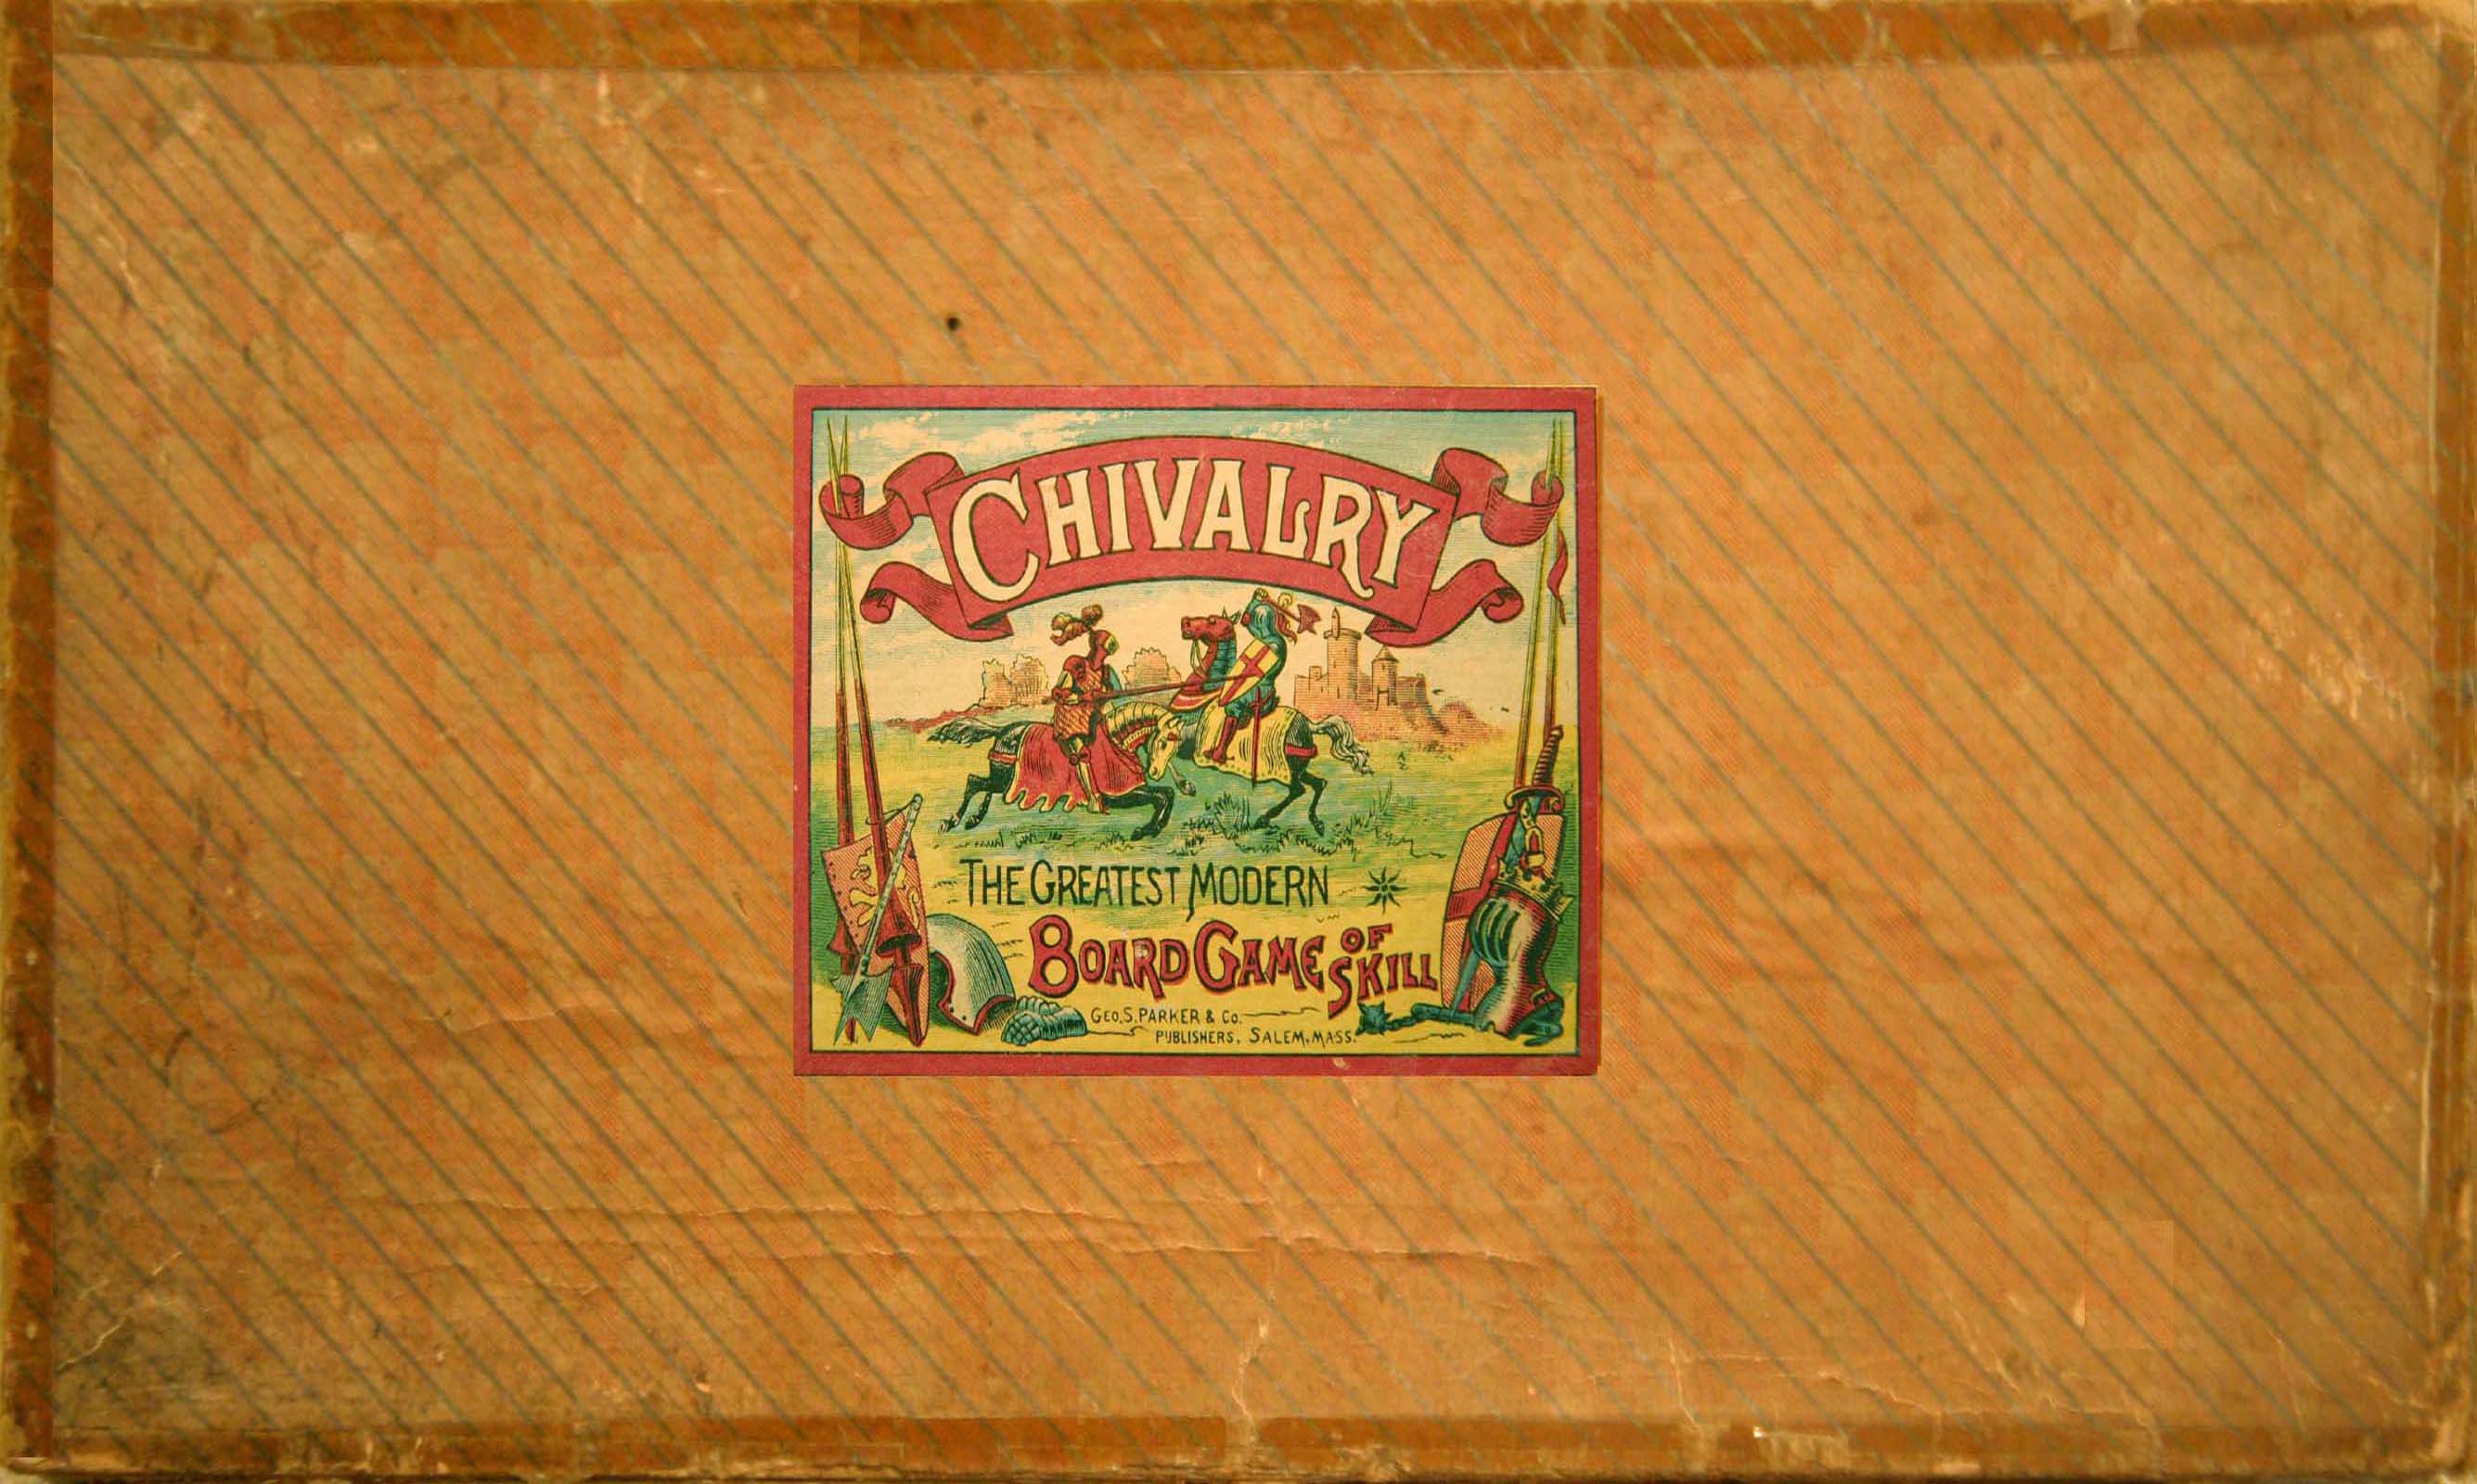 CHIVALRY
THE GREATEST MODERN
BOARD GAME OF SKILL
GEO. S. PARKER & CO.
PUBLISHERS, SALEM, MASS.